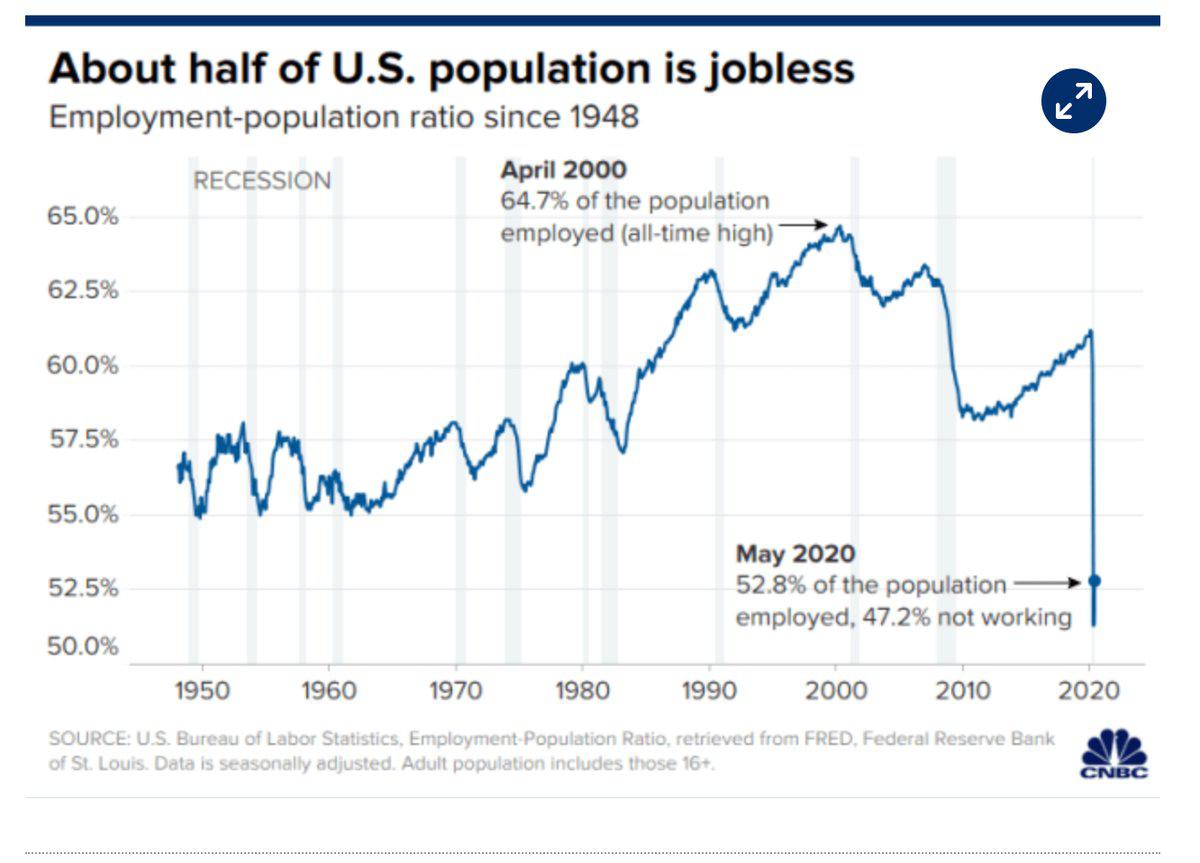 About half of U.S. population is jobless
Employment-population ratio since 1948
RECESSION
April 2000
64.7% of the population
employed (all-time high)
65.0%
62.5%
60.0%
57.5%
55.0%
52.5%
50.0%
May 2020
52.8% of the population
employed, 47.2% not working
1950 1960 1970 1980 1990 2000 2010 2020
SOURCE: U.S. Bureau of Labor Statistics, Employment-Population Ratio, retrieved from FRED, Federal Reserve Bank
of St. Louis. Data is seasonally adjusted. Adult population includes those 16+.
CNBC